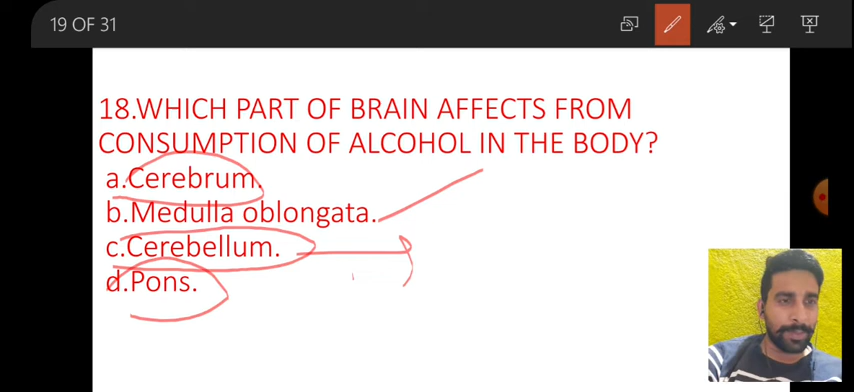 19 OF 31
18.WHICH PART OF BRAIN AFFECTS FROM
CONSUMPTION OF ALCOHOL IN THE BODY?
a.Cerebrum.
b.Medulla oblongata.
c.Cerebellum.
d.Pons.